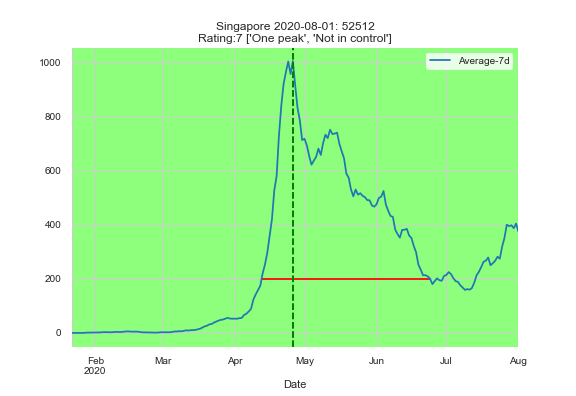 Singapore 2020-08-01: 52512
Rating:7 ['One peak', 'Not in control']
Average-7d
1000
800
600
400
200
0
Feb
2020
Mar
Apr
May
Jun
Jul
Aug
Date